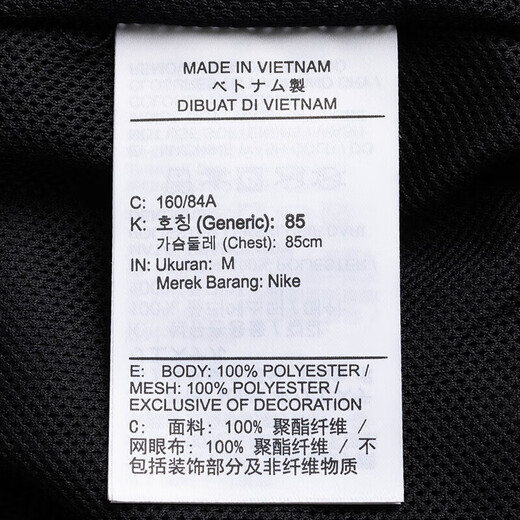 MADE IN VIETNAM
ベトナム製
DIBUAT DI VIETNAM
C: 160/84A
K: 호칭 (Generic): 85
가슴둘레 (Chest): 85cm
IN: Ukuran: M
Merek Barang: Nike
E: BODY: 100% POLYESTER /
MESH: 100% POLYESTER /
EXCLUSIVE OF DECORATION
C: 面料: 100% 聚酯纤维 /
网眼布: 100% 聚酯纤维 / 不
包括装饰部分及非纤维物质